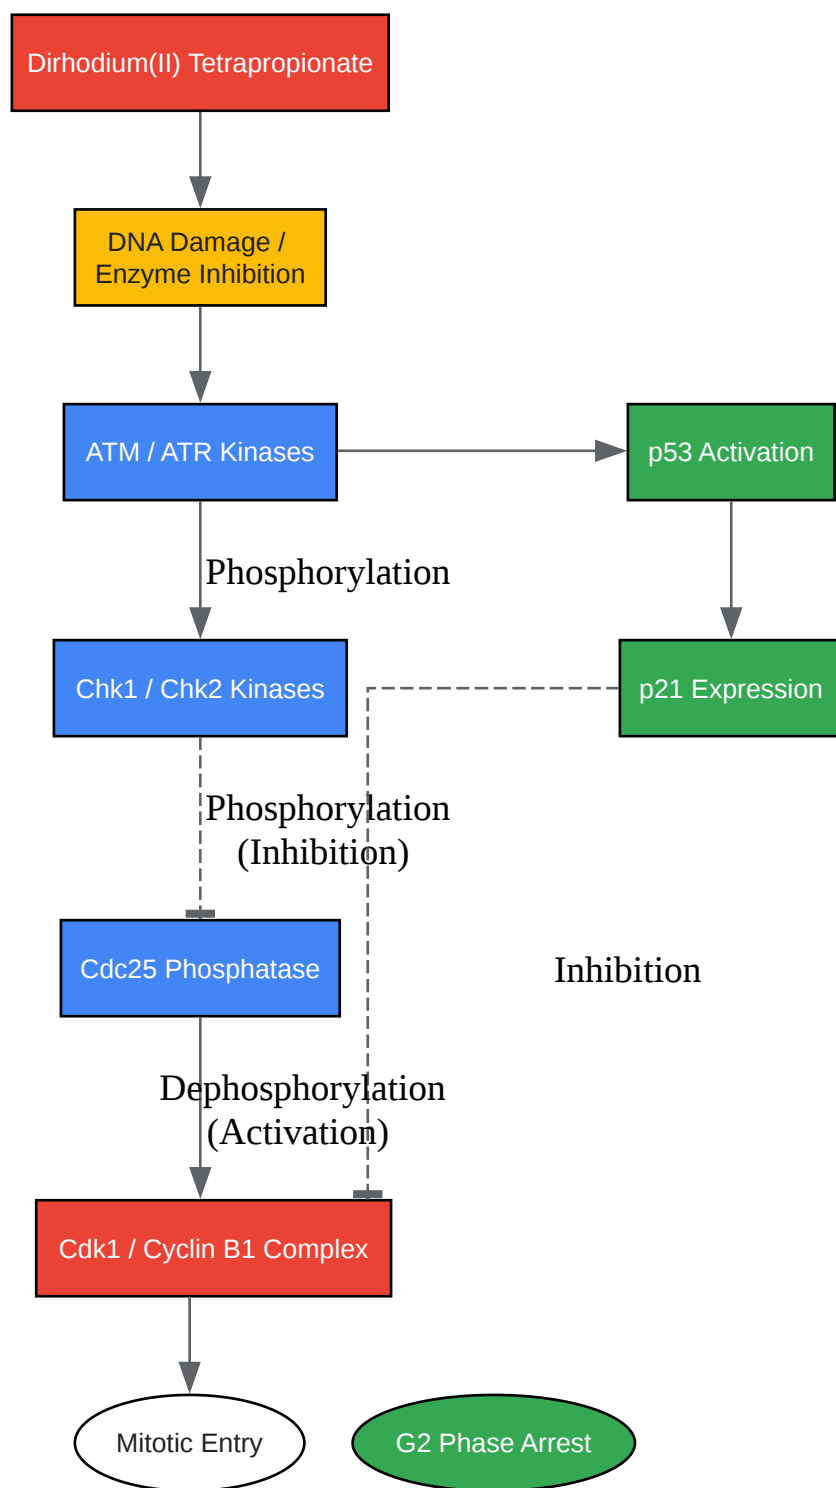 Dirhodium(II) Tetrapropionate
DNA Damage /
Enzyme Inhibition
ATM / ATR Kinases
p53 Activation
Phosphorylation
Chk1 / Chk2 Kinases
p21 Expression
Phosphorylation
(Inhibition)
Cdc25 Phosphatase
Inhibition
Dephosphorylation
(Activation)
Cdk1 / Cyclin B1 Complex
Mitotic Entry
G2 Phase Arrest